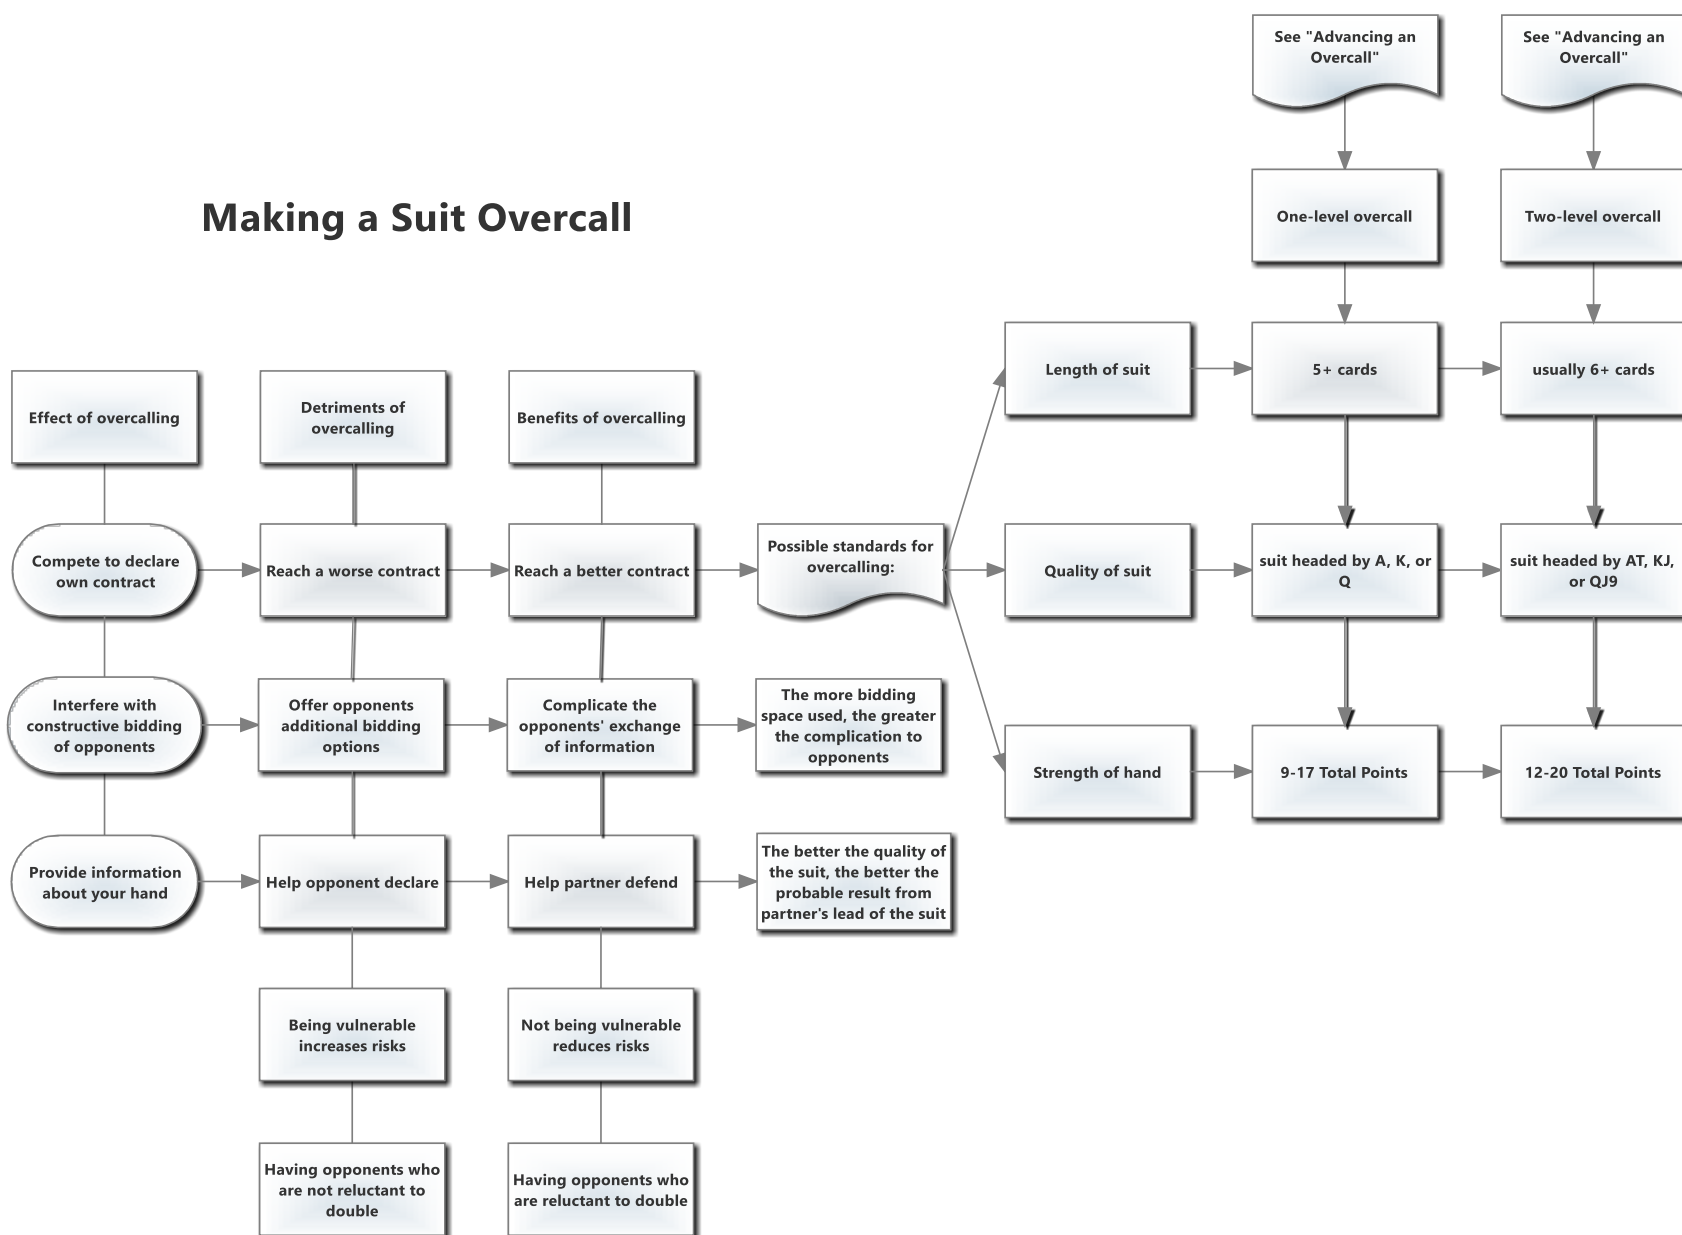 See "Advancing an
Overcall"
See "Advancing an
Overcall"
Making a Suit Overcall
One-level overcall
Two-level overcall
Length of suit
5+ cards
usually 6+ cards
Effect of overcalling
Detriments of
overcalling
Benefits of overcalling
Compete to declare
own contract
Reach a worse contract
Reach a better contract
Possible standards for
overcalling:
Quality of suit
suit headed by A, K, or
Q
suit headed by AT, KJ,
or QJ9
Interfere with
constructive bidding
of opponents
Offer opponents
additional bidding
options
Complicate the
opponents' exchange
of information
The more bidding
space used, the greater
the complication to
opponents
Strength of hand
9-17 Total Points
12-20 Total Points
Provide information
about your hand
Help opponent declare
Help partner defend
The better the quality of
the suit, the better the
probable result from
partner's lead of the suit
Being vulnerable
increases risks
Not being vulnerable
reduces risks
Having opponents who
are not reluctant to
double
Having opponents who
are reluctant to double